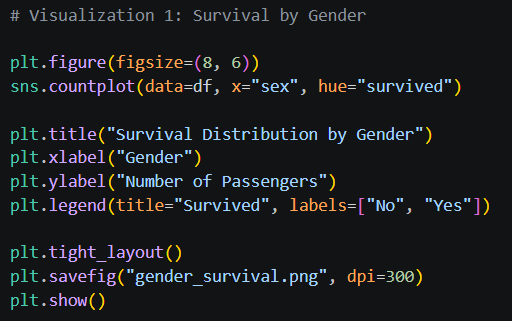 # Visualization 1: Survival by Gender
plt.figure(figsize=(8, 6))
sns.countplot(data=df, x="sex", hue="survived")
plt.title("Survival Distribution by Gender")
plt.xlabel("Gender")
plt.ylabel("Number of Passengers")
plt.legend(title="Survived", labels=["No", "Yes"])
plt.tight_layout()
plt.savefig("gender_survival.png", dpi=300)
plt.show()